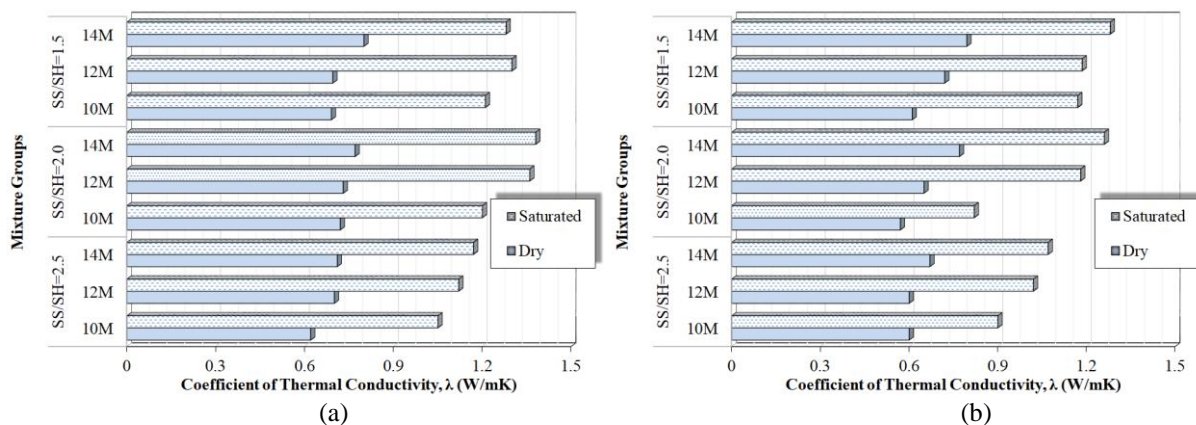 Mixture Groups
SS/SH=1.5
14M
12M
10M
SS/SH=2.0
14M
12M
10M
SS/SH=2.5
14M
12M
10M
Saturated
Dry
0 0.3 0.6 0.9 1.2 1.5
Coefficient of Thermal Conductivity, λ (W/mK)
(a)
Mixture Groups
SS/SH=1.5
14M
12M
10M
SS/SH=2.0
14M
12M
10M
SS/SH=2.5
14M
12M
10M
Saturated
Dry
0 0.3 0.6 0.9 1.2 1.5
Coefficient of Thermal Conductivity, λ (W/mK)
(b)